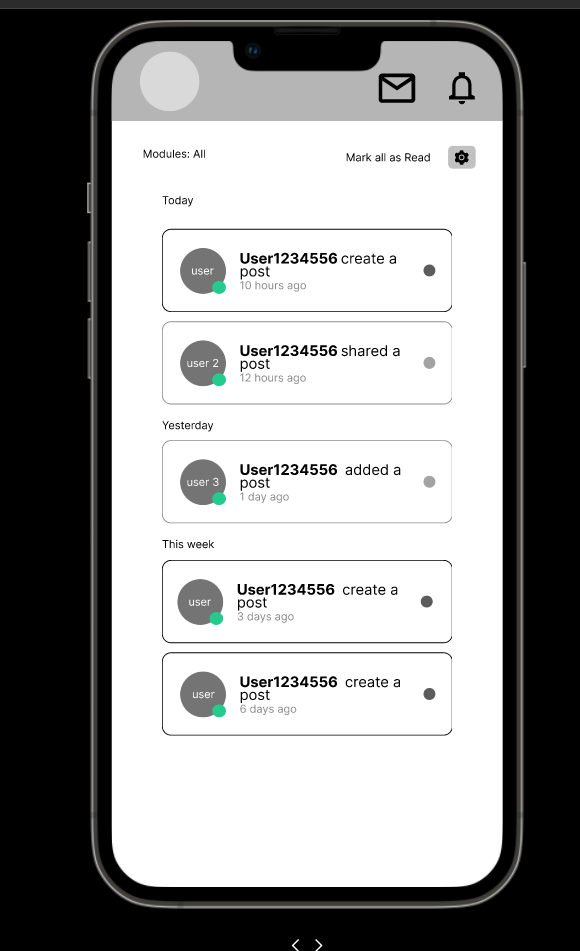 Modules: All
Mark all as Read
Today
user
User1234556 create a
post
10 hours ago
user 2
User1234556 shared a
post
12 hours ago
Yesterday
user 3
User1234556 added a
post
1 day ago
This week
user
User1234556 create a
post
3 days ago
user
User1234556 create a
post
6 days ago